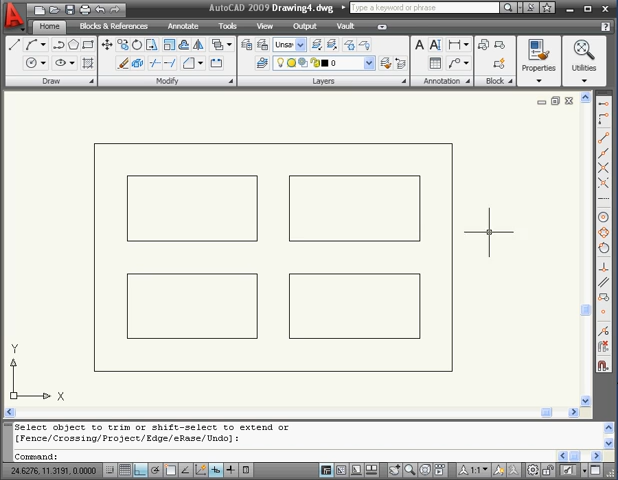 AutoCAD 2009 Drawing4.dwg
Type a keyword or phrase
Home Insert Annotate Tools View Output Vault
Unsa
0
Properties
Utilities
Draw
Modify
Layers
Annotation
Block
Y
X
Select object to trim or shift-select to extend or
[Fence/Crossing/Project/Edge/eRase/Undo]:
Command:
24.6276, 11.3191, 0.0000
1:1